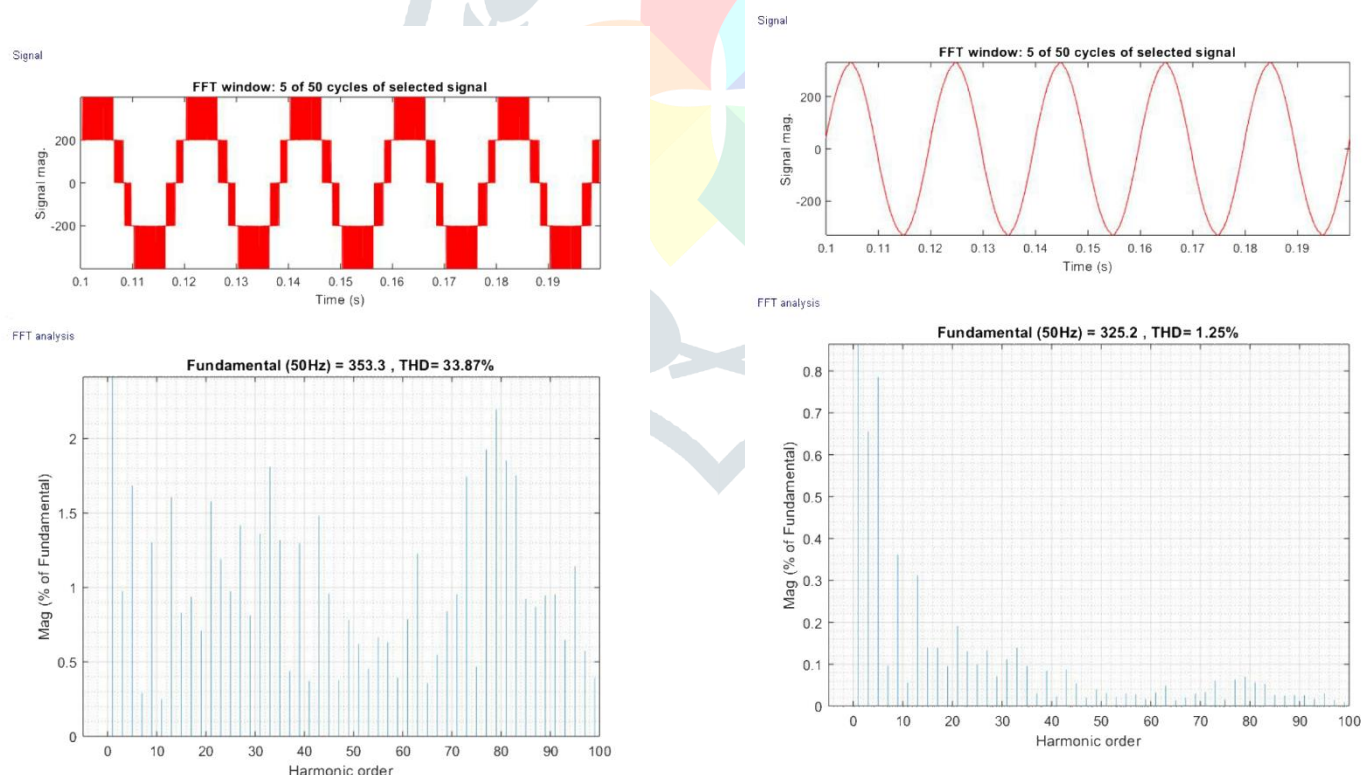 Signal
FFT window: 5 of 50 cycles of selected signal
Signal mag.
200
0
-200
0.1 0.11 0.12 0.13 0.14 0.15 0.16 0.17 0.18 0.19
Time (s)
FFT analysis
Fundamental (50Hz) = 353.3 , THD= 33.87%
Mag (% of Fundamental)
2
1.5
1
0.5
0
0 10 20 30 40 50 60 70 80 90 100
Harmonic order
Signal
FFT window: 5 of 50 cycles of selected signal
Signal mag.
200
0
-200
0.1 0.11 0.12 0.13 0.14 0.15 0.16 0.17 0.18 0.19
Time (s)
FFT analysis
Fundamental (50Hz) = 325.2 , THD= 1.25%
Mag (% of Fundamental)
0.8
0.7
0.6
0.5
0.4
0.3
0.2
0.1
0
0 10 20 30 40 50 60 70 80 90 100
Harmonic order